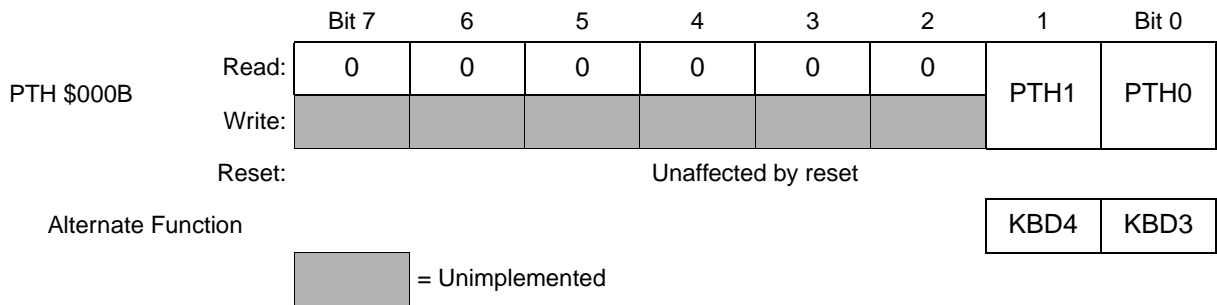 Bit 7 6 5 4 3 2 1 Bit 0
PTH $000B Read: 0 0 0 0 0 0 PTH1 PTH0
Write:
Reset: Unaffected by reset
Alternate Function KBD4 KBD3
= Unimplemented